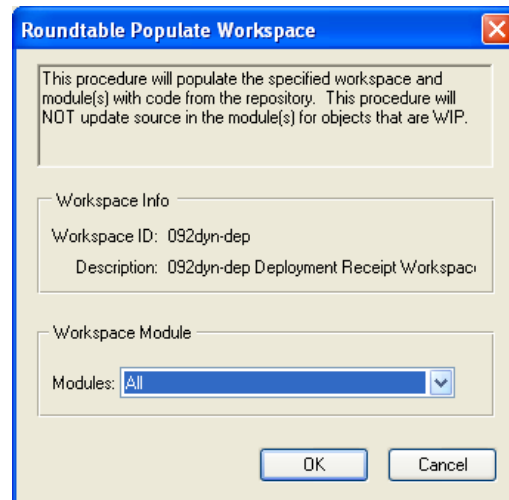 Roundtable Populate Workspace
This procedure will populate the specified workspace and
module(s) with code from the repository.  This procedure will
NOT update source in the module(s) for objects that are WIP.
Workspace Info
Workspace ID: 092dyn-dep
Description: 092dyn-dep Deployment Receipt Workspac
Workspace Module
Modules: All
OK Cancel